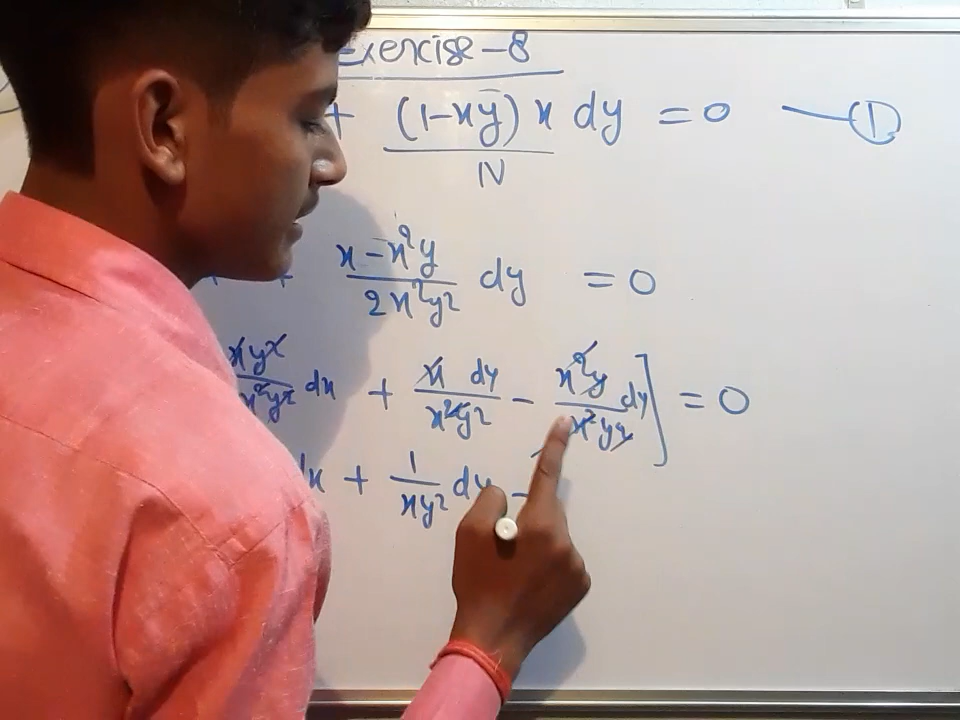 Exercise-8
+ (1-xy) x dy = 0 — (1)
N
+ x - x²y / 2x²y² dy = 0
xyx / x²y² dx + x dy / x²y² - x²y / x²y² dy ] = 0
dx + 1 / xy² dy -